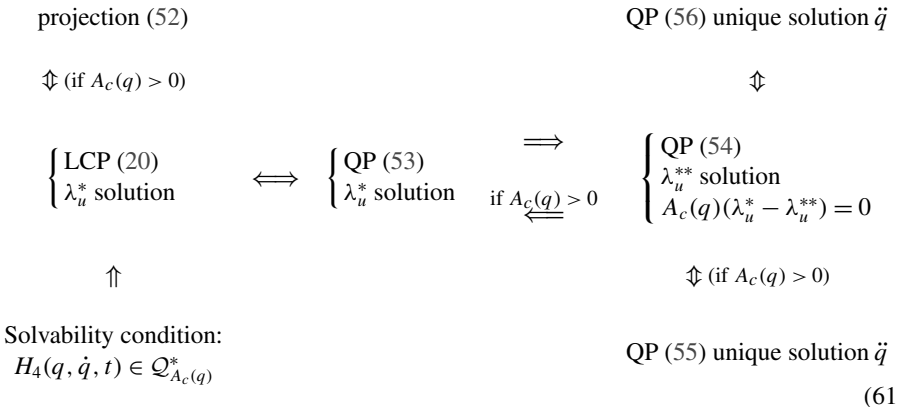 projection (52)
QP (56) unique solution q̈
⇕ (if A_c(q) > 0)
⇕
{ LCP (20)
λ_u^* solution
⟺
{ QP (53)
λ_u^* solution
⟹
if A_c(q) > 0
⟸
{ QP (54)
λ_u^** solution
A_c(q)(λ_u^* − λ_u^**) = 0
⇑
⇕ (if A_c(q) > 0)
Solvability condition:
H_4(q, q̇, t) ∈ 𝒬^*_{A_c(q)}
QP (55) unique solution q̈
(61